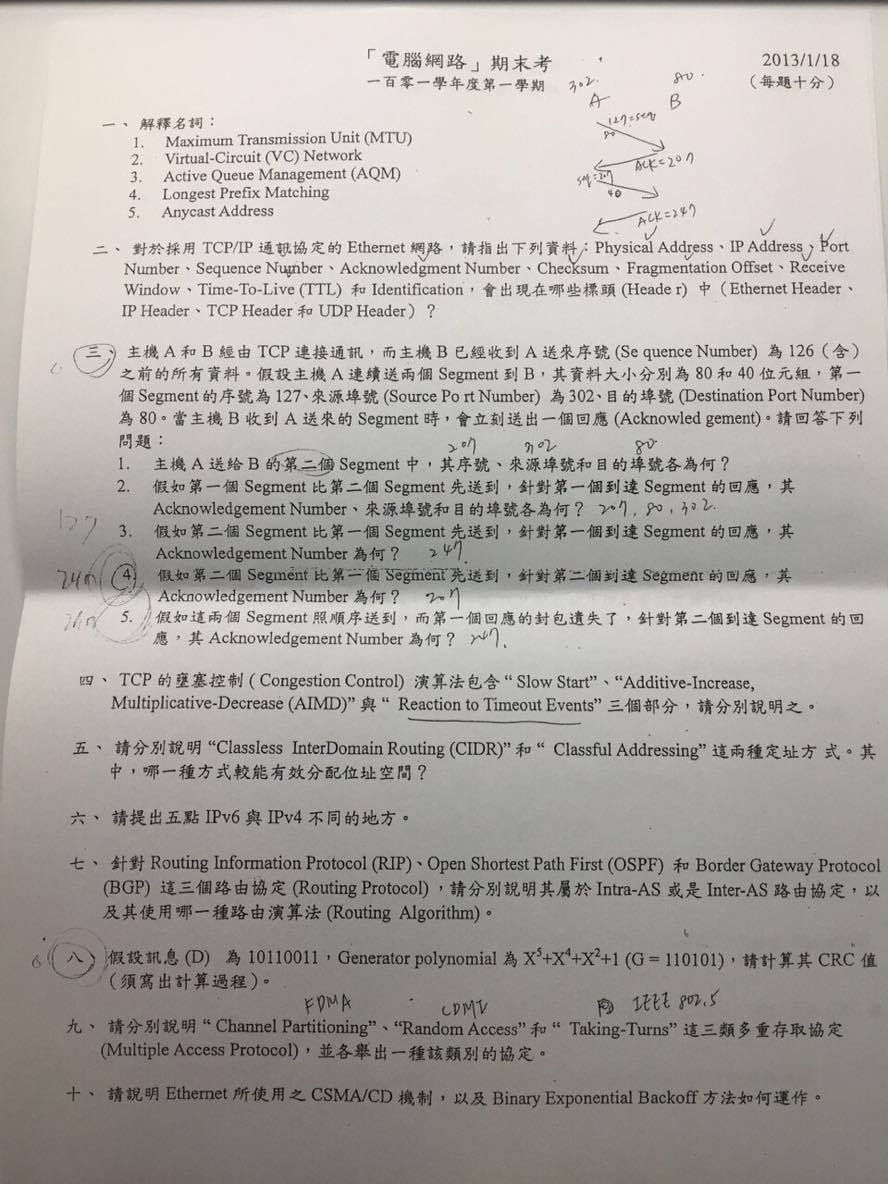 「電腦網路」期末考
2013/1/18
一百零一學年度第一學期
(每題十分)
302.
80.
A
B
127=seq
80
ACK=207
seq=207
40
ACK=247
一、 解釋名詞：
1. Maximum Transmission Unit (MTU)
2. Virtual-Circuit (VC) Network
3. Active Queue Management (AQM)
4. Longest Prefix Matching
5. Anycast Address
二、 對於採用 TCP/IP 通訊協定的 Ethernet 網路，請指出下列資料：Physical Address、IP Address、Port
Number、Sequence Number、Acknowledgment Number、Checksum、Fragmentation Offset、Receive
Window、Time-To-Live (TTL) 和 Identification，會出現在哪些標頭 (Heade r) 中（Ethernet Header、
IP Header、TCP Header 和 UDP Header）？
三、 主機 A 和 B 經由 TCP 連接通訊，而主機 B 已經收到 A 送來序號 (Se quence Number) 為 126（含）
之前的所有資料。假設主機 A 連續送兩個 Segment 到 B，其資料大小分別為 80 和 40 位元組，第一
個 Segment 的序號為 127、來源埠號 (Source Po rt Number) 為 302、目的埠號 (Destination Port Number)
為 80。當主機 B 收到 A 送來的 Segment 時，會立刻送出一個回應 (Acknowled gement)。請回答下列
問題：
207 302 80
1. 主機 A 送給 B 的第二個 Segment 中，其序號、來源埠號和目的埠號各為何？
2. 假如第一個 Segment 比第二個 Segment 先送到，針對第一個到達 Segment 的回應，其
Acknowledgement Number、來源埠號和目的埠號各為何？ 207, 80, 302.
127
3. 假如第二個 Segment 比第一個 Segment 先送到，針對第一個到達 Segment 的回應，其
Acknowledgement Number 為何？ 247
247
4. 假如第二個 Segment 比第一個 Segment 先送到，針對第二個到達 Segment 的回應，其
Acknowledgement Number 為何？ 207
247
5. 假如這兩個 Segment 照順序送到，而第一個回應的封包遺失了，針對第二個到達 Segment 的回
應，其 Acknowledgement Number 為何？ 247.
四、 TCP 的壅塞控制 ( Congestion Control) 演算法包含 “ Slow Start”、“Additive-Increase,
Multiplicative-Decrease (AIMD)” 與 “ Reaction to Timeout Events” 三個部分，請分別說明之。
五、 請分別說明 “Classless InterDomain Routing (CIDR)” 和 “ Classful Addressing” 這兩種定址方 式。其
中，哪一種方式較能有效分配位址空間？
六、 請提出五點 IPv6 與 IPv4 不同的地方。
七、 針對 Routing Information Protocol (RIP)、Open Shortest Path First (OSPF) 和 Border Gateway Protocol
(BGP) 這三個路由協定 (Routing Protocol) ，請分別說明其屬於 Intra-AS 或是 Inter-AS 路由協定，以
及其使用哪一種路由演算法 (Routing Algorithm)。
6
八、 假設訊息 (D) 為 10110011，Generator polynomial 為 X⁵+X⁴+X²+1 (G = 110101)，請計算其 CRC 值
（須寫出計算過程）。
FDMA CDMA IEEE 802.5
九、 請分別說明 “ Channel Partitioning”、“Random Access” 和 “ Taking-Turns” 這三類多重存取協定
(Multiple Access Protocol)，並各舉出一種該類別的協定。
十、 請說明 Ethernet 所使用之 CSMA/CD 機制，以及 Binary Exponential Backoff 方法如何運作。